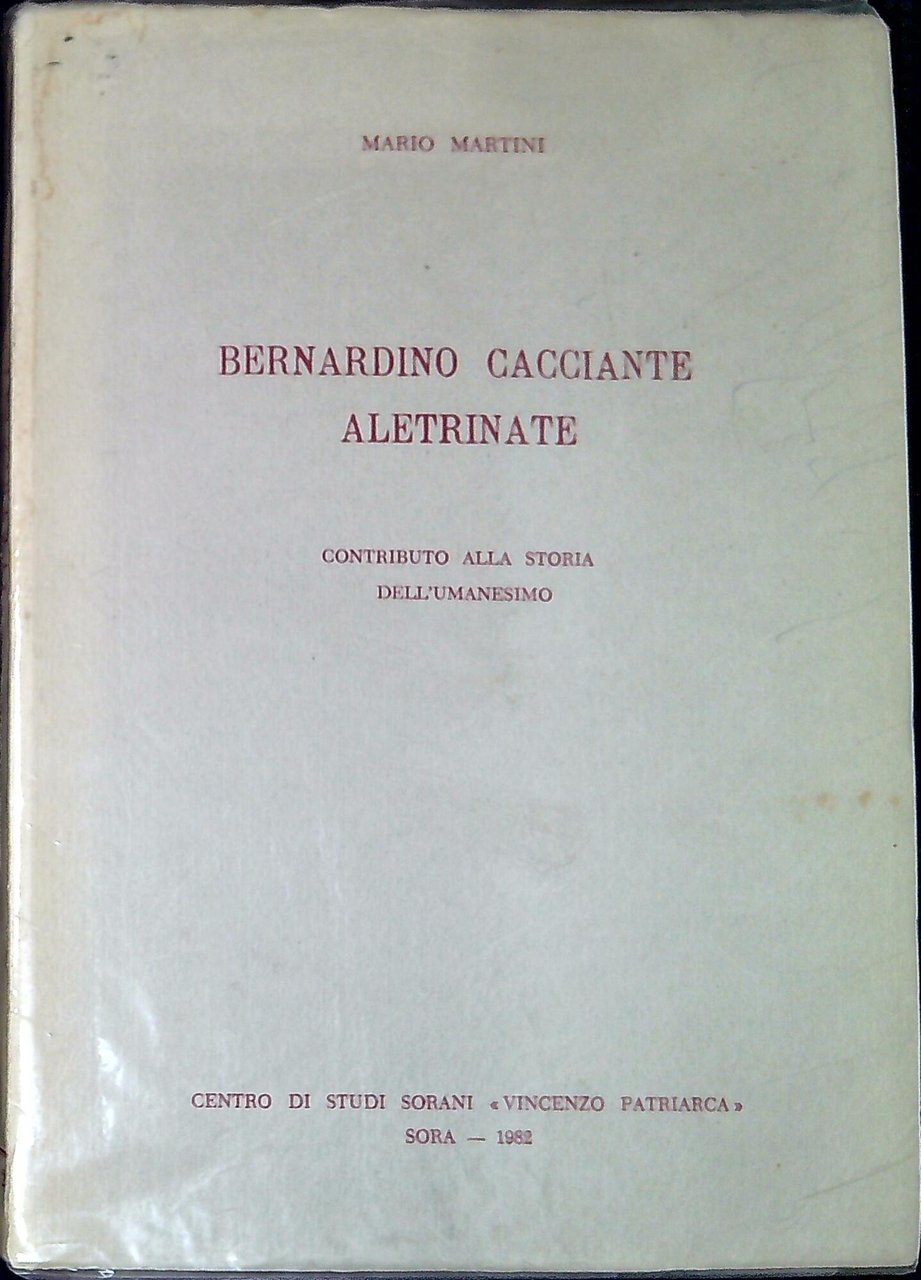 MARIO MARTINI
BERNARDINO CACCIANTE
ALETRINATE
CONTRIBUTO ALLA STORIA
DELL'UMANESIMO
CENTRO DI STUDI SORANI «VINCENZO PATRIARCA»
SORA — 1982